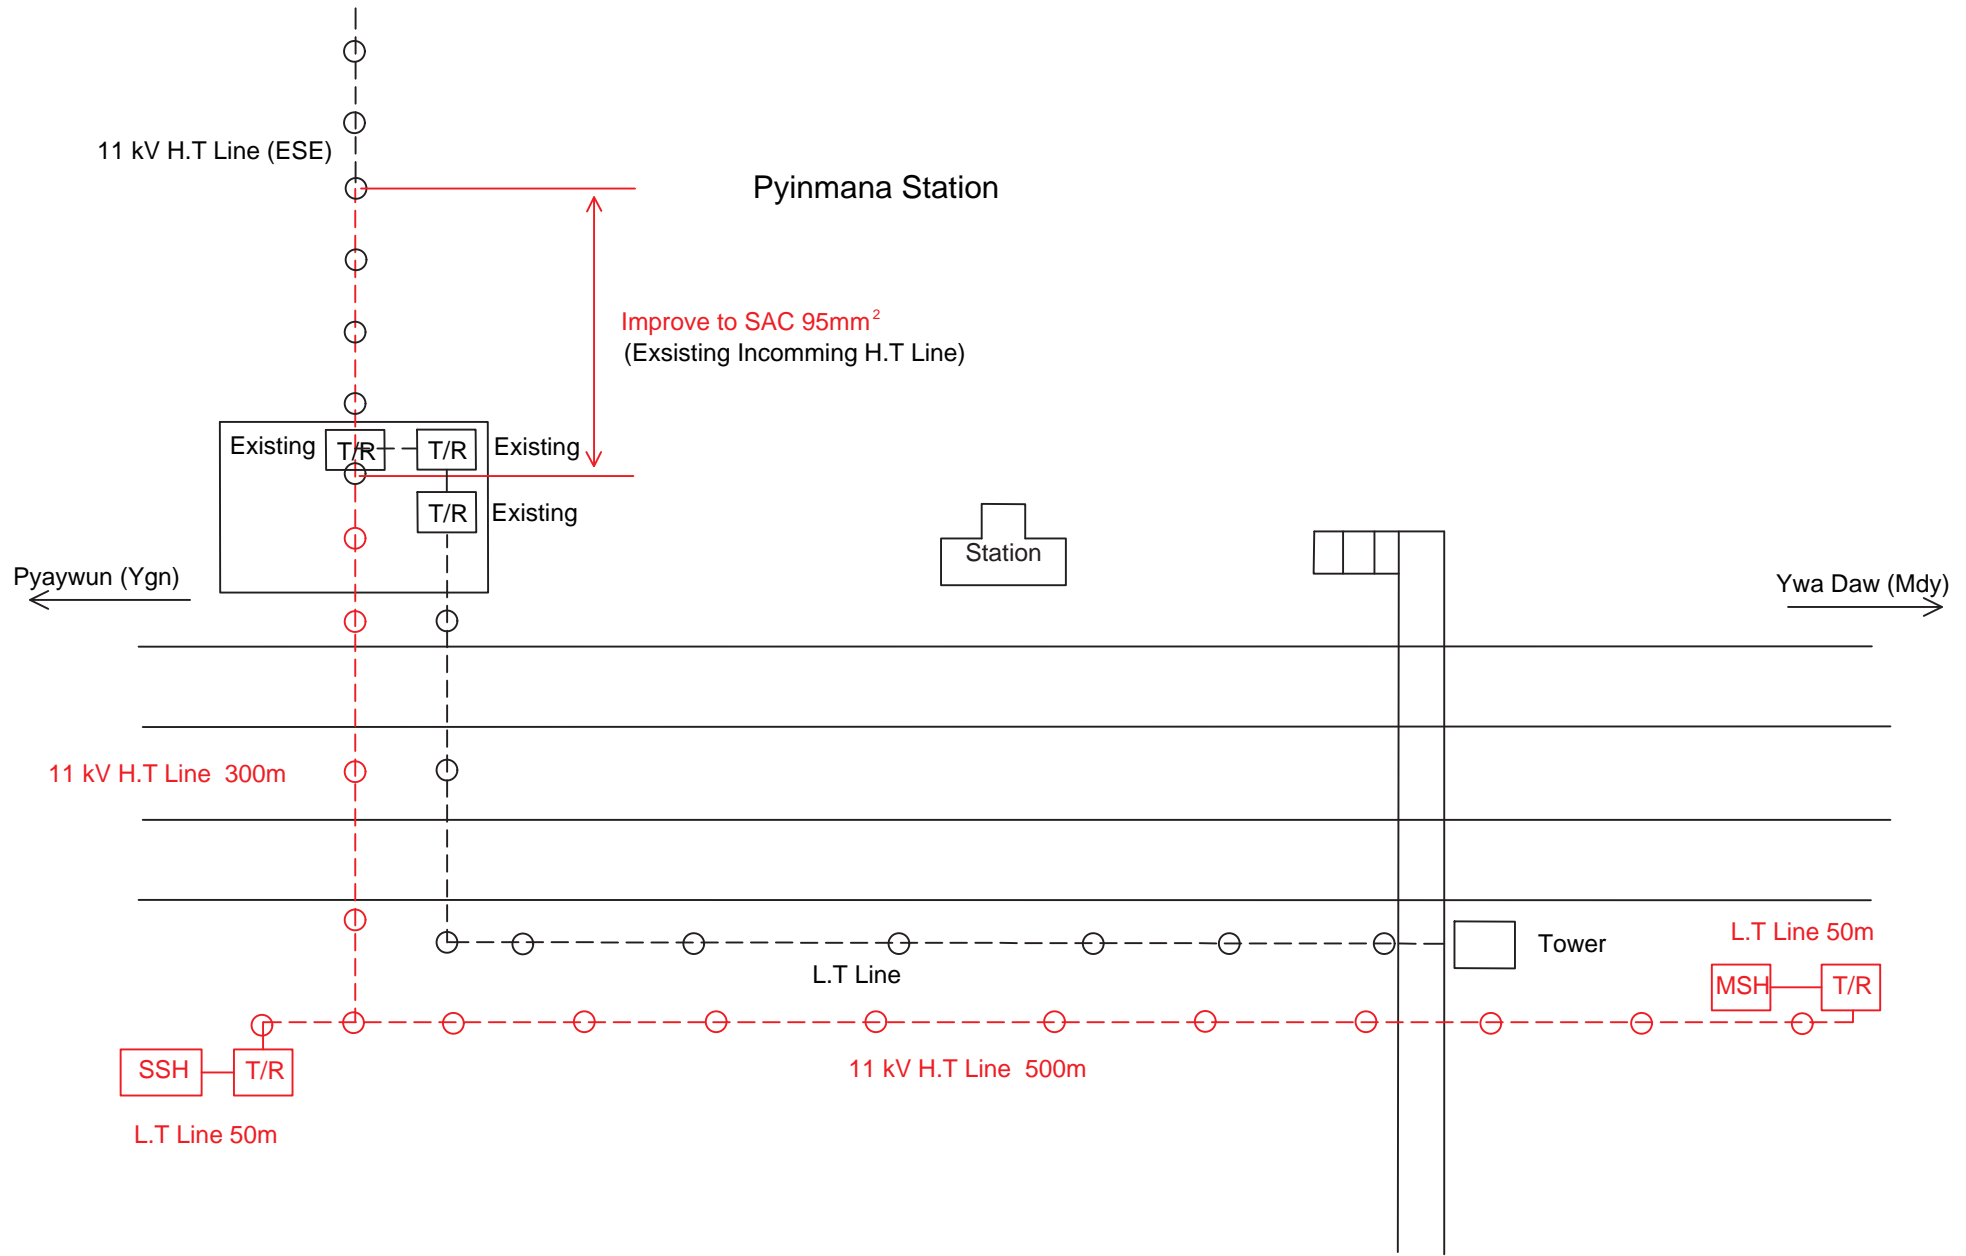 11 kV H.T Line (ESE)
Pyinmana Station
Improve to SAC 95mm²
(Exsisting Incomming H.T Line)
Existing
T/R
T/R
Existing
T/R
Existing
Station
Pyaywun (Ygn)
Ywa Daw (Mdy)
11 kV H.T Line 300m
L.T Line 50m
Tower
L.T Line
MSH
T/R
11 kV H.T Line 500m
SSH
T/R
L.T Line 50m